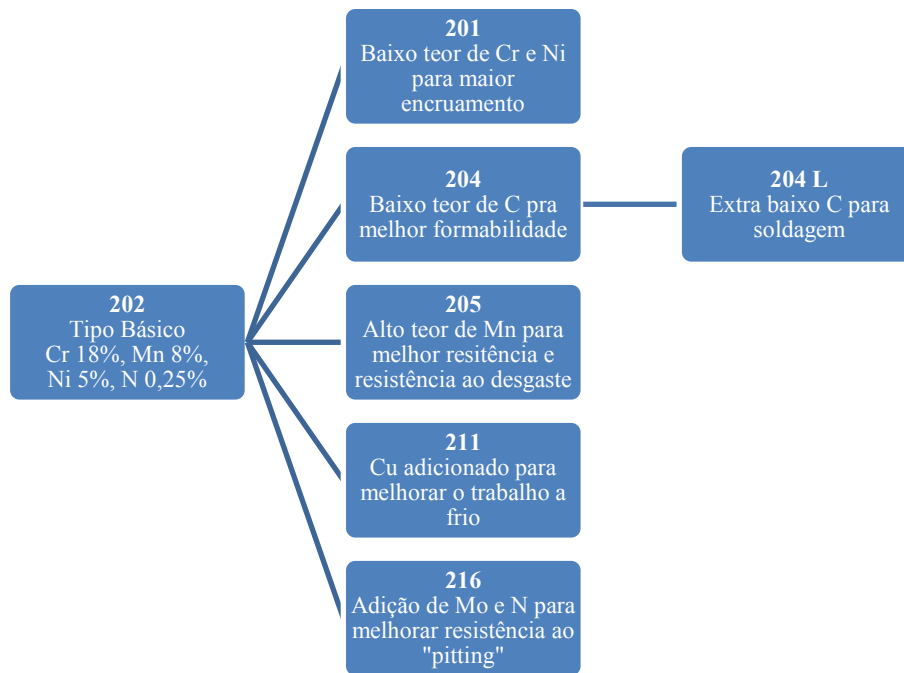 201
Baixo teor de Cr e Ni
para maior
encruamento
204
Baixo teor de C pra
melhor formabilidade
204 L
Extra baixo C para
soldagem
202
Tipo Básico
Cr 18%, Mn 8%,
Ni 5%, N 0,25%
205
Alto teor de Mn para
melhor resitência e
resistência ao desgaste
211
Cu adicionado para
melhorar o trabalho a
frio
216
Adição de Mo e N para
melhorar resistência ao
"pitting"